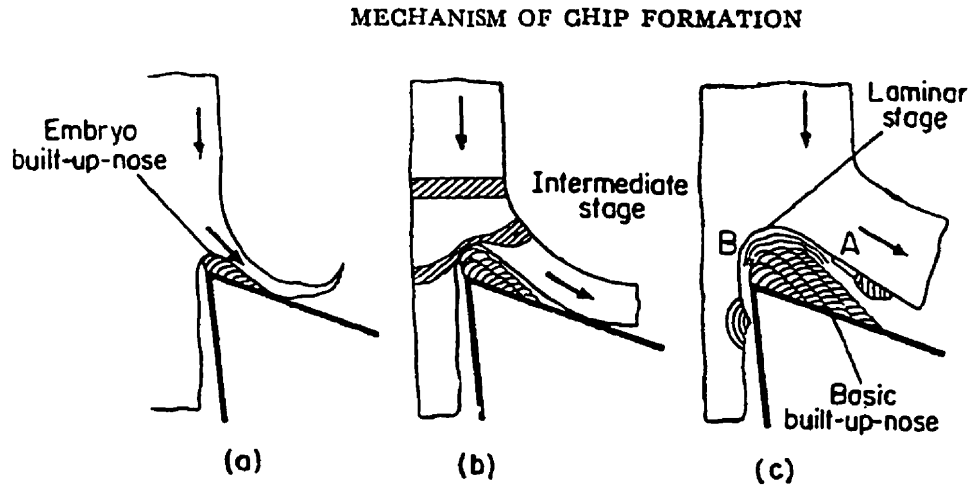 MECHANISM OF CHIP FORMATION
Embryo
built-up-nose
Intermediate
stage
Laminar
stage
B
A
Basic
built-up-nose
(a)
(b)
(c)